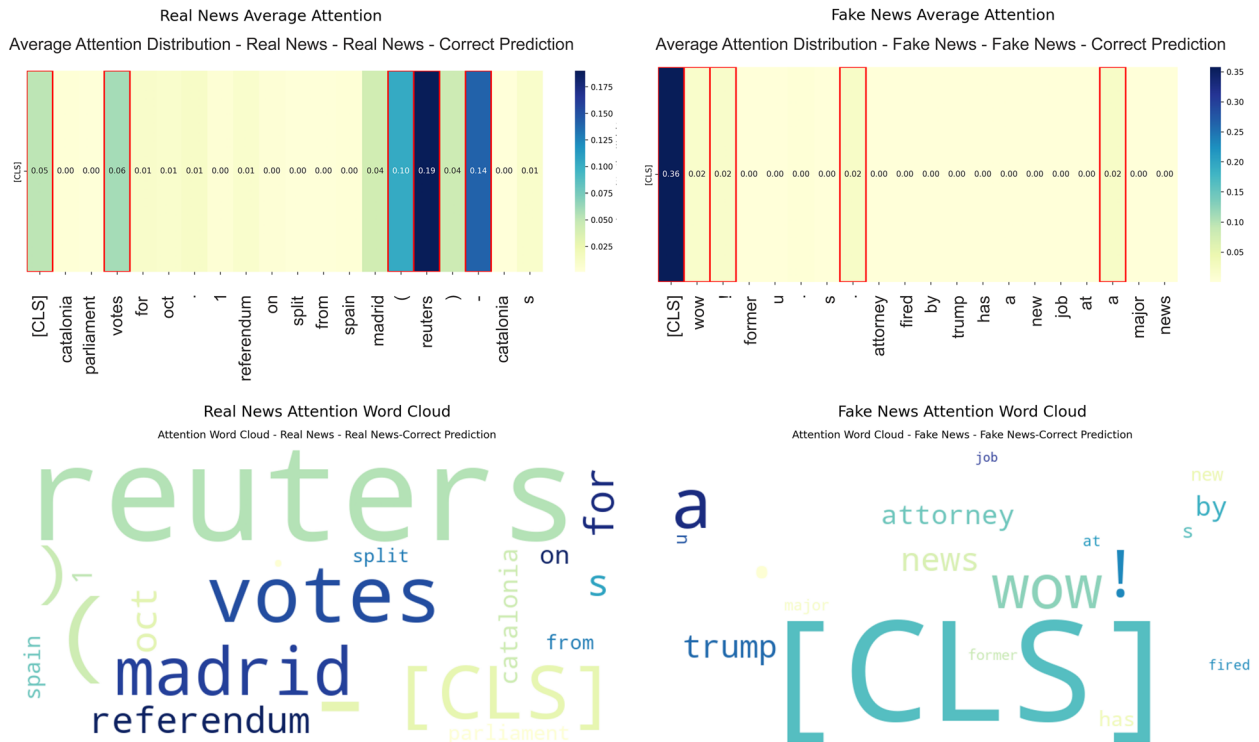 Real News Average Attention
Average Attention Distribution - Real News - Real News - Correct Prediction
[CLS]
0.05 0.00 0.00 0.06 0.01 0.01 0.01 0.00 0.01 0.00 0.00 0.00 0.00 0.04 0.10 0.19 0.04 0.14 0.00 0.01
0.175
0.150
0.125
0.100
0.075
0.050
0.025
[CLS] catalonia parliament votes for oct . 1 referendum on split from spain madrid ( reuters ) - catalonia s
Fake News Average Attention
Average Attention Distribution - Fake News - Fake News - Correct Prediction
[CLS]
0.36 0.02 0.02 0.00 0.00 0.00 0.00 0.02 0.00 0.00 0.00 0.00 0.00 0.00 0.00 0.00 0.00 0.02 0.00 0.00
0.35
0.30
0.25
0.20
0.15
0.10
0.05
[CLS] wow ! former u . s . attorney fired by trump has a new job at a major news
Real News Attention Word Cloud
Attention Word Cloud - Real News - Real News-Correct Prediction
reuters
for
)
1
split
on
.
votes
catalonia
s
oct
(
from
spain
madrid
-
[CLS]
referendum
parliament
Fake News Attention Word Cloud
Attention Word Cloud - Fake News - Fake News-Correct Prediction
job
a
new
by
attorney
u
s
at
news
!
.
wow
major
trump
[CLS]
former
fired
has